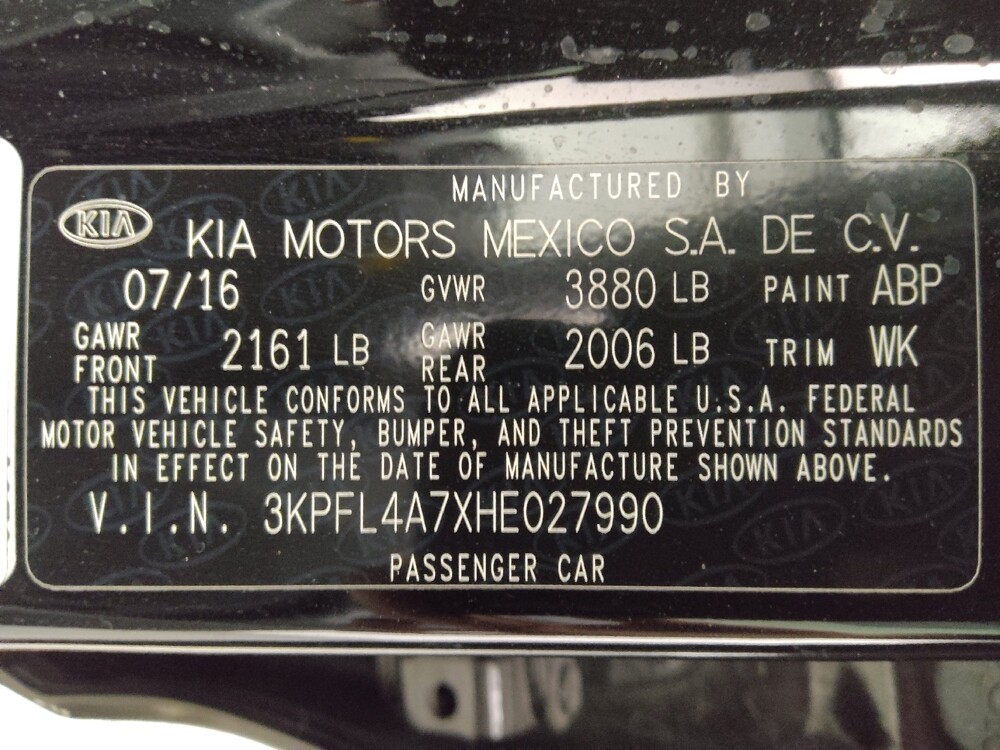 MANUFACTURED BY
KIA KIA MOTORS MEXICO S.A. DE C.V.
07/16 GVWR 3880 LB PAINT ABP
GAWR FRONT 2161 LB GAWR REAR 2006 LB TRIM WK
THIS VEHICLE CONFORMS TO ALL APPLICABLE U.S.A. FEDERAL
MOTOR VEHICLE SAFETY, BUMPER, AND THEFT PREVENTION STANDARDS
IN EFFECT ON THE DATE OF MANUFACTURE SHOWN ABOVE.
V.I.N. 3KPFL4A7XHE027990
PASSENGER CAR